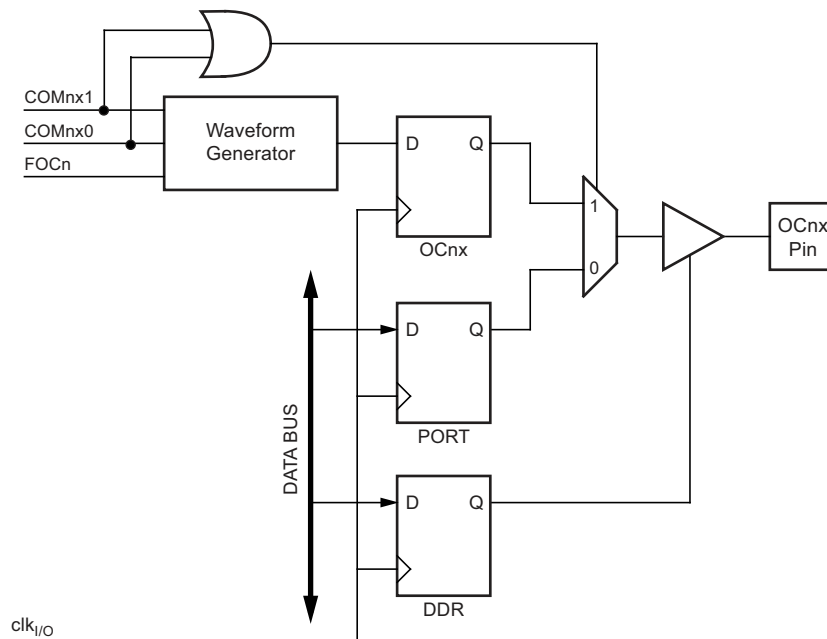 COMnx1
COMnx0
FOCn
Waveform
Generator
D
Q
OCnx
1
0
OCnx
Pin
D
Q
PORT
DATA BUS
D
Q
DDR
clkI/O